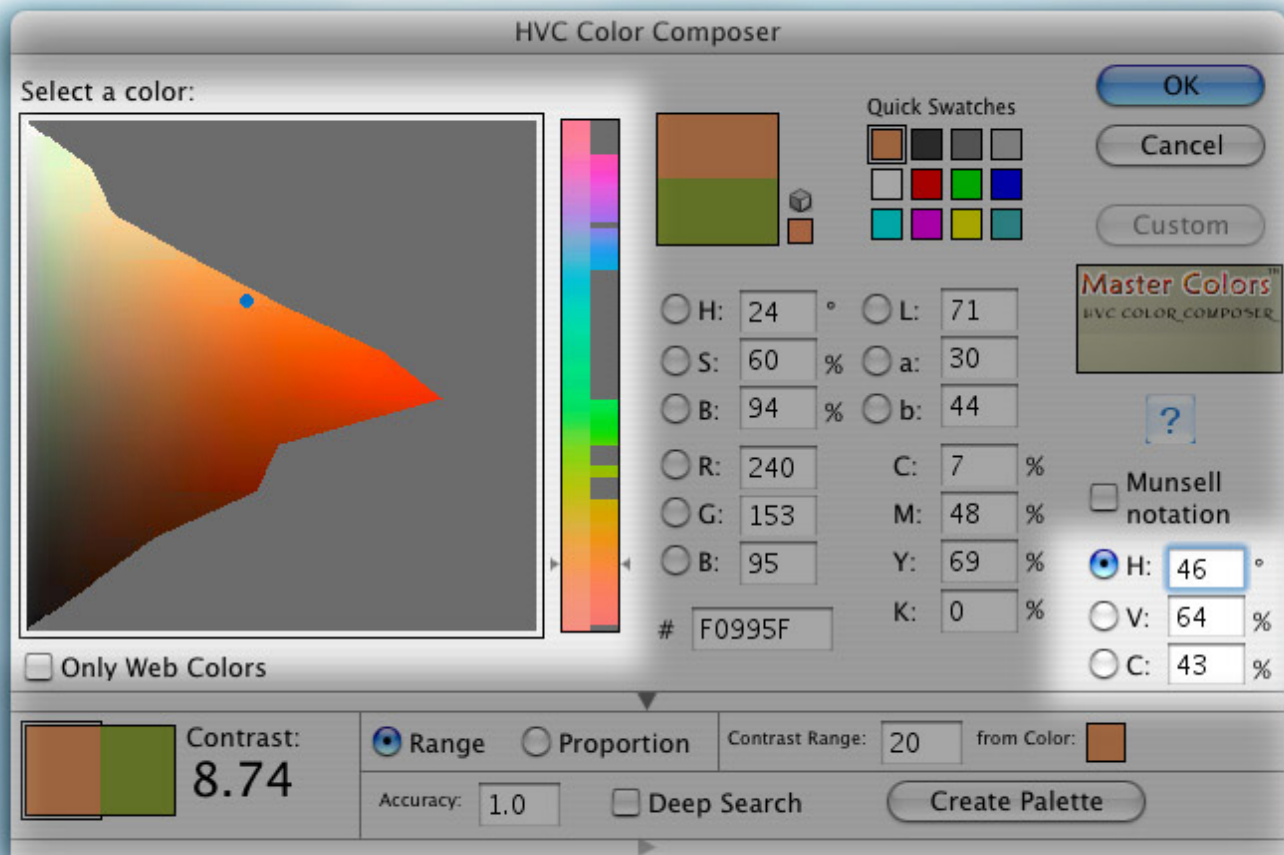 HVC Color Composer
Select a color:
Quick Swatches
OK
Cancel
Custom
Master Colors™
HVC COLOR COMPOSER
H: 24 ° L: 71
S: 60 % a: 30
B: 94 % b: 44
?
R: 240 C: 7 %
G: 153 M: 48 %
B: 95 Y: 69 %
# F0995F K: 0 %
Munsell
notation
H: 46 °
V: 64 %
C: 43 %
Only Web Colors
Contrast:
8.74
Range Proportion Contrast Range: 20 from Color:
Accuracy: 1.0 Deep Search Create Palette